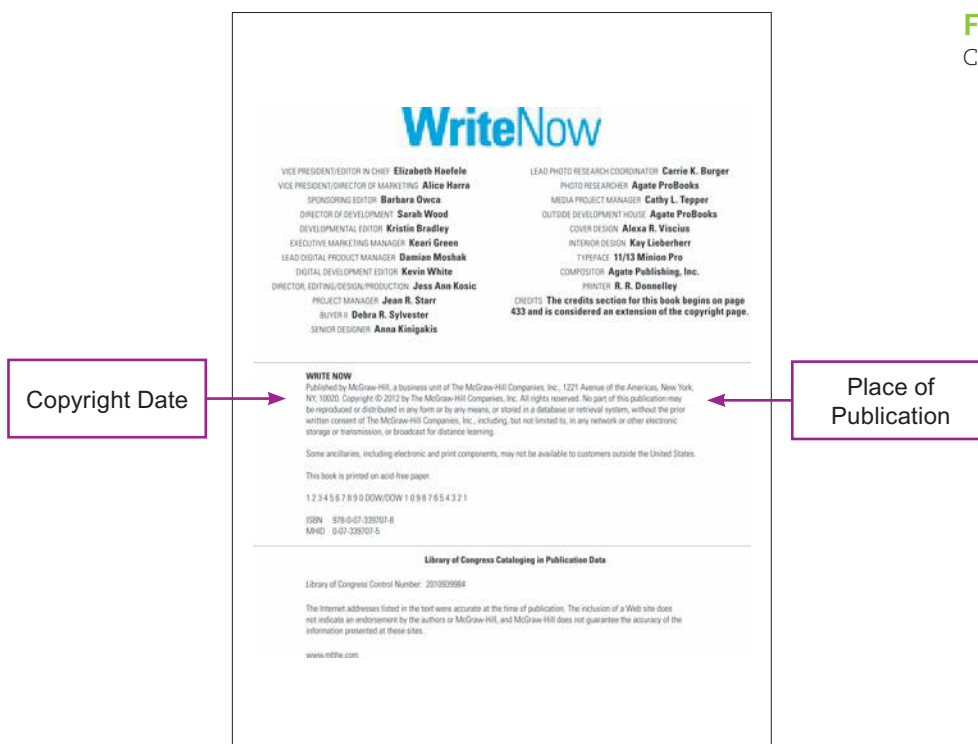 F
C
WriteNow
VICE PRESIDENT/EDITOR IN CHIEF Elizabeth Haefele
VICE PRESIDENT/DIRECTOR OF MARKETING Alice Harra
SPONSORING EDITOR Barbara Owca
DIRECTOR OF DEVELOPMENT Sarah Wood
DEVELOPMENTAL EDITOR Kristin Bradley
EXECUTIVE MARKETING MANAGER Keari Green
LEAD DIGITAL PRODUCT MANAGER Damian Moshak
DIGITAL DEVELOPMENT EDITOR Kevin White
DIRECTOR, EDITING/DESIGN/PRODUCTION Jess Ann Kosic
PROJECT MANAGER Jean R. Starr
BUYER II Debra R. Sylvester
SENIOR DESIGNER Anna Kinigakis
LEAD PHOTO RESEARCH COORDINATOR Carrie K. Burger
PHOTO RESEARCHER Agate ProBooks
MEDIA PROJECT MANAGER Cathy L. Tepper
OUTSIDE DEVELOPMENT HOUSE Agate ProBooks
COVER DESIGN Alexa R. Viscius
INTERIOR DESIGN Kay Lieberherr
TYPEFACE 11/13 Minion Pro
COMPOSITOR Agate Publishing, Inc.
PRINTER R. R. Donnelley
CREDITS The credits section for this book begins on page
433 and is considered an extension of the copyright page.
Copyright Date
Place of
Publication
WRITE NOW
Published by McGraw-Hill, a business unit of The McGraw-Hill Companies, Inc., 1221 Avenue of the Americas, New York,
NY, 10020. Copyright © 2012 by The McGraw-Hill Companies, Inc. All rights reserved. No part of this publication may
be reproduced or distributed in any form or by any means, or stored in a database or retrieval system, without the prior
written consent of The McGraw-Hill Companies, Inc., including, but not limited to, in any network or other electronic
storage or transmission, or broadcast for distance learning.
Some ancillaries, including electronic and print components, may not be available to customers outside the United States.
This book is printed on acid-free paper.
1 2 3 4 5 6 7 8 9 0 DOW/DOW 1 0 9 8 7 6 5 4 3 2 1
ISBN 978-0-07-339707-8
MHID 0-07-339707-5
Library of Congress Cataloging in Publication Data
Library of Congress Control Number: 2010939984
The Internet addresses listed in the text were accurate at the time of publication. The inclusion of a Web site does
not indicate an endorsement by the authors or McGraw-Hill, and McGraw-Hill does not guarantee the accuracy of the
information presented at these sites.
www.mhhe.com